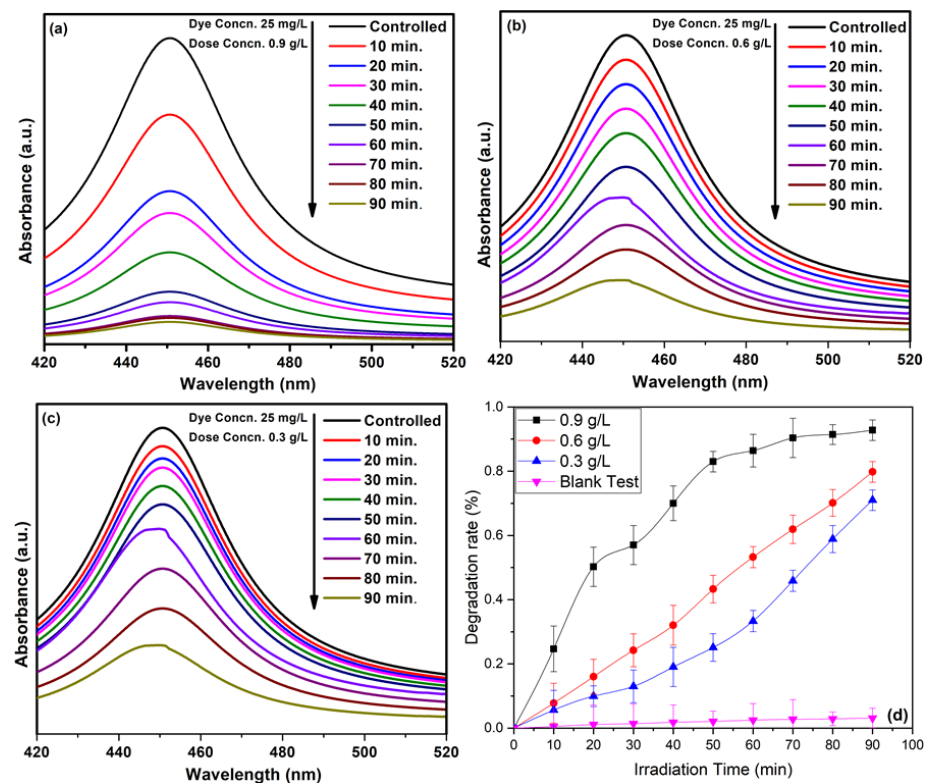 (a)
Dye Concn. 25 mg/L
Dose Concn. 0.9 g/L
Controlled
10 min.
20 min.
30 min.
40 min.
50 min.
60 min.
70 min.
80 min.
90 min.
Absorbance (a.u.)
420 440 460 480 500 520
Wavelength (nm)
(b)
Dye Concn. 25 mg/L
Dose Concn. 0.6 g/L
Controlled
10 min.
20 min.
30 min.
40 min.
50 min.
60 min.
70 min.
80 min.
90 min.
Absorbance (a.u.)
420 440 460 480 500 520
Wavelength (nm)
(c)
Dye Concn. 25 mg/L
Dose Concn. 0.3 g/L
Controlled
10 min.
20 min.
30 min.
40 min.
50 min.
60 min.
70 min.
80 min.
90 min.
Absorbance (a.u.)
420 440 460 480 500 520
Wavelength (nm)
1.0
0.8
0.6
0.4
0.2
0.0
Degradation rate (%)
0.9 g/L
0.6 g/L
0.3 g/L
Blank Test
(d)
0 10 20 30 40 50 60 70 80 90 100
Irradiation Time (min)